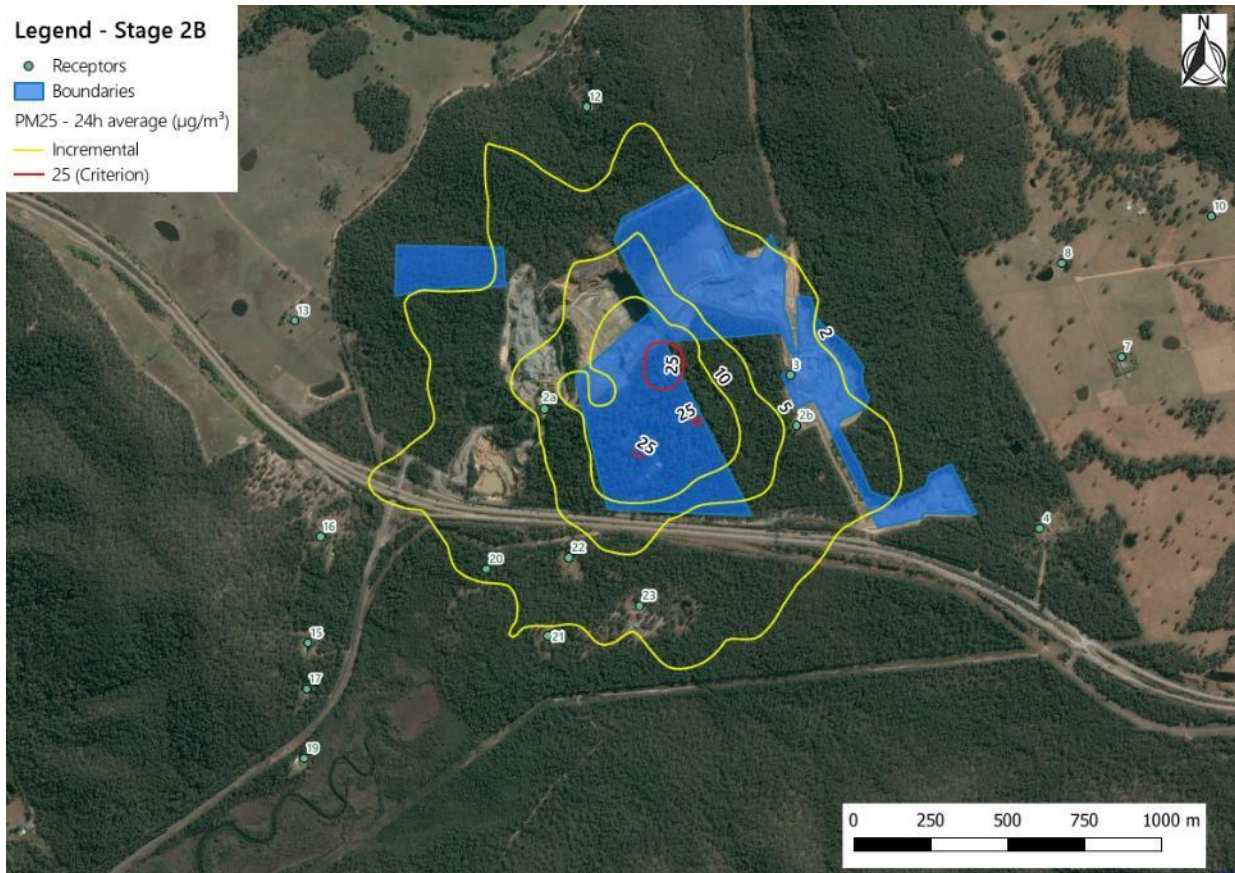 Legend - Stage 2B
Receptors
Boundaries
PM25 - 24h average (µg/m³)
Incremental
25 (Criterion)
N
12
10
8
13
2
7
3
25
10
5
2a
2b
25
25
4
16
22
20
23
21
15
17
19
0 250 500 750 1000 m